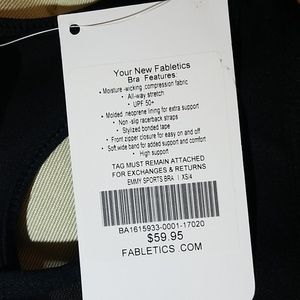 Your New Fabletics
Bra Features:
• Moisture -wicking .compression fabric
• All-way stretch
• UPF 50+
• Molded .neoprene lining for extra support
• Non -slip racerback straps
• Stylized bonded tape
• Front zipper closure for easy on and off
• Soft.wide band for added support and comfort
• High support
TAG MUST REMAIN ATTACHED
FOR EXCHANGES & RETURNS
EMMY SPORTS BRA | XS/4
BA1615933-0001-17020
$59.95
FABLETICS .COM